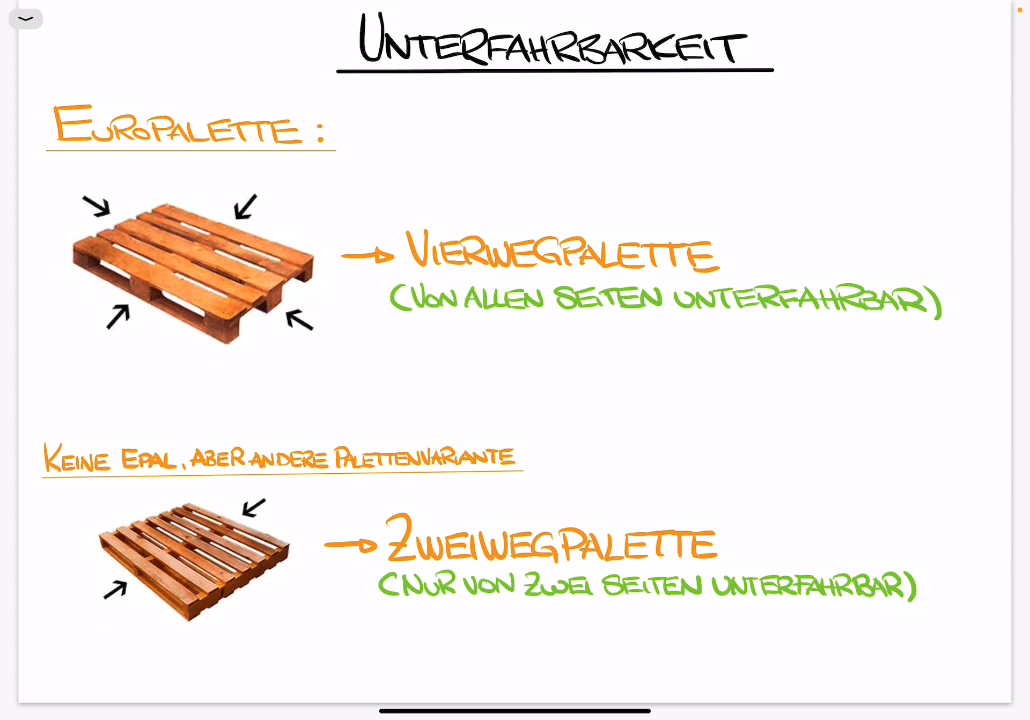 UNTERFAHRBARKEIT
EUROPALETTE :
→ VIERWEGPALETTE
(VON ALLEN SEITEN UNTERFAHRBAR)
KEINE EPAL, ABER ANDERE PALETTENVARIANTE
→ ZWEIWEGPALETTE
(NUR VON ZWEI SEITEN UNTERFAHRBAR)